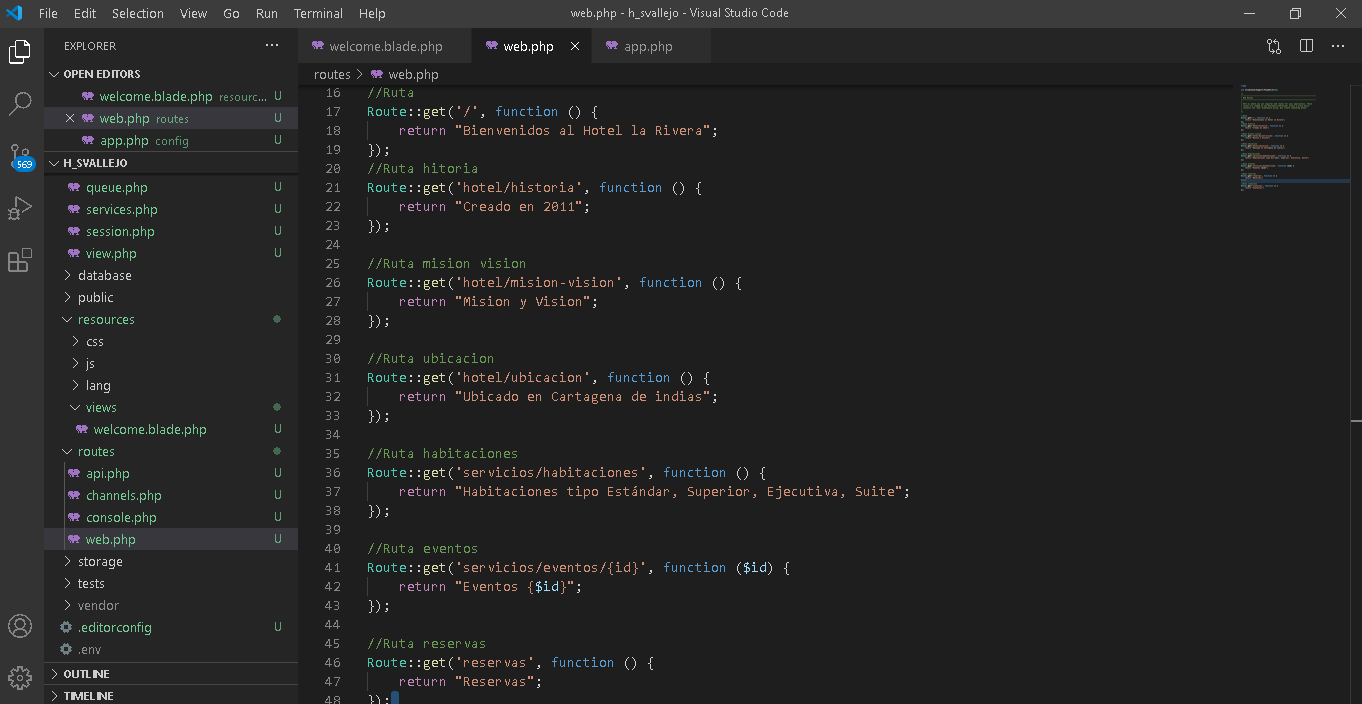 File Edit Selection View Go Run Terminal Help
web.php - h_svallejo - Visual Studio Code
EXPLORER
OPEN EDITORS
welcome.blade.php resourc... U
web.php routes U
app.php config U
569
H_SVALLEJO
queue.php U
services.php U
session.php U
view.php U
database
public
resources
css
js
lang
views
welcome.blade.php U
routes
api.php U
channels.php U
console.php U
web.php U
storage
tests
vendor
.editorconfig U
.env
OUTLINE
TIMELINE
welcome.blade.php web.php app.php
routes > web.php
16 //Ruta
17 Route::get('/', function () {
18     return "Bienvenidos al Hotel la Rivera";
19 });
20 //Ruta hitoria
21 Route::get('hotel/historia', function () {
22     return "Creado en 2011";
23 });
24
25 //Ruta mision vision
26 Route::get('hotel/mision-vision', function () {
27     return "Mision y Vision";
28 });
29
30 //Ruta ubicacion
31 Route::get('hotel/ubicacion', function () {
32     return "Ubicado en Cartagena de indias";
33 });
34
35 //Ruta habitaciones
36 Route::get('servicios/habitaciones', function () {
37     return "Habitaciones tipo Estándar, Superior, Ejecutiva, Suite";
38 });
39
40 //Ruta eventos
41 Route::get('servicios/eventos/{id}', function ($id) {
42     return "Eventos {$id}";
43 });
44
45 //Ruta reservas
46 Route::get('reservas', function () {
47     return "Reservas";
48 });